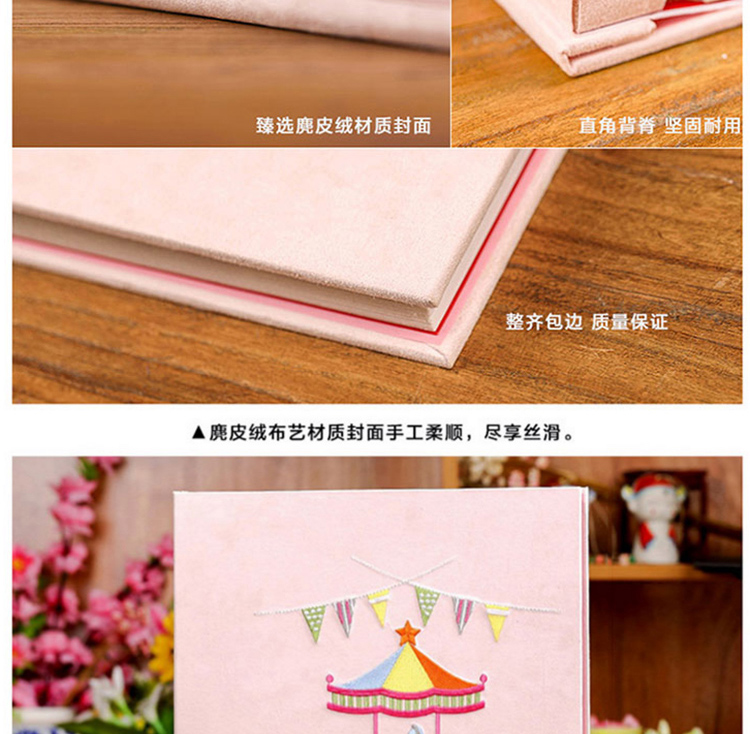 臻选麂皮绒材质封面
直角背脊 坚固耐用
整齐包边 质量保证
▲麂皮绒布艺材质封面手工柔顺，尽享丝滑。